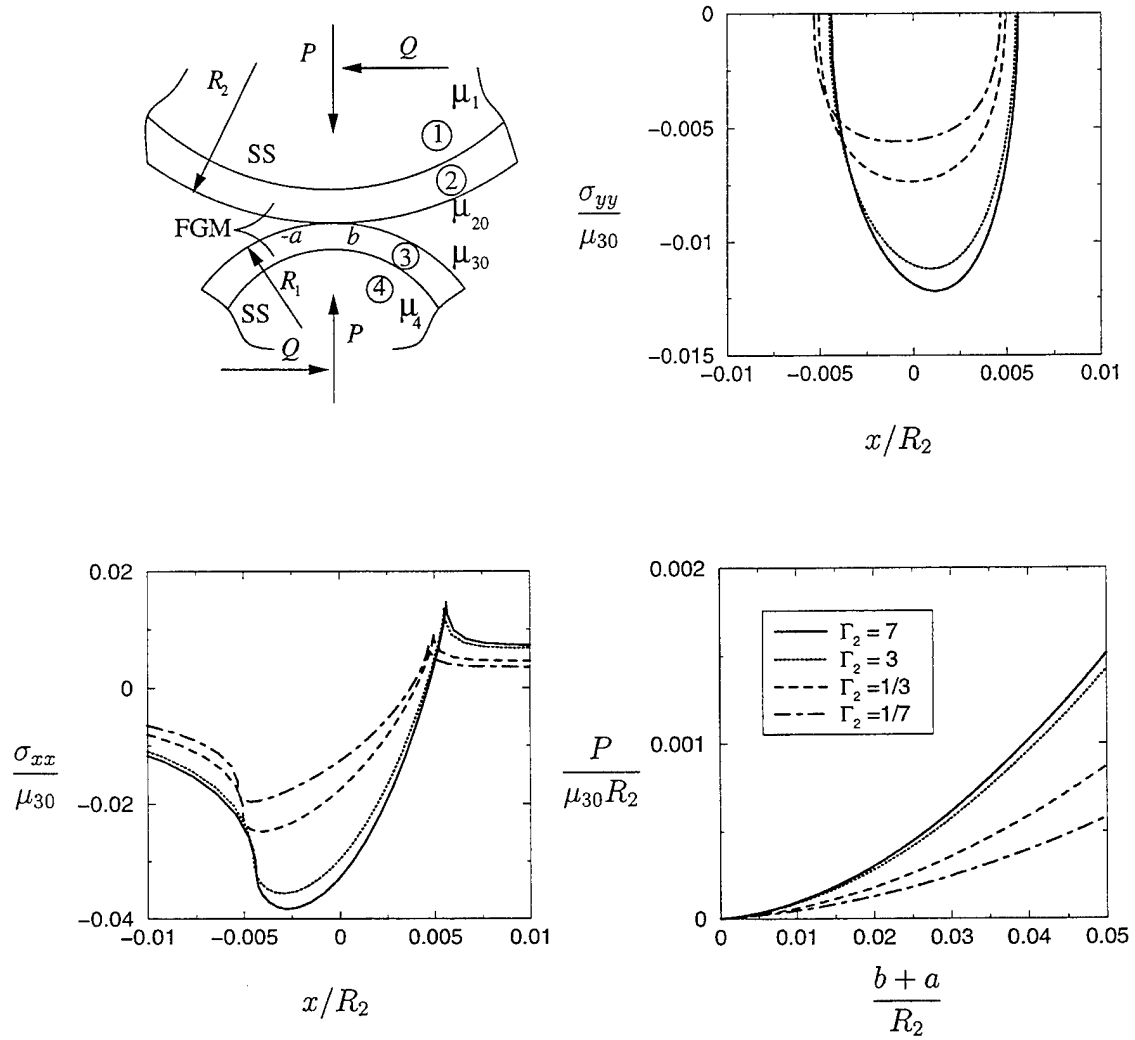 P
Q
R₂
μ₁
1
SS
2
FGM
μ₂₀
-a
b
μ₃₀
3
R₁
4
SS
μ₄
P
Q
σyy
μ30
0
−0.005
−0.01
−0.015
−0.01
−0.005
0
0.005
0.01
x/R₂
σxx
μ30
0.02
0
−0.02
−0.04
−0.01
−0.005
0
0.005
0.01
x/R₂
P
μ30R₂
0.002
0.001
0
Γ₂ = 7
Γ₂ = 3
Γ₂ =1/3
Γ₂ =1/7
0
0.01
0.02
0.03
0.04
0.05
b + a
R₂